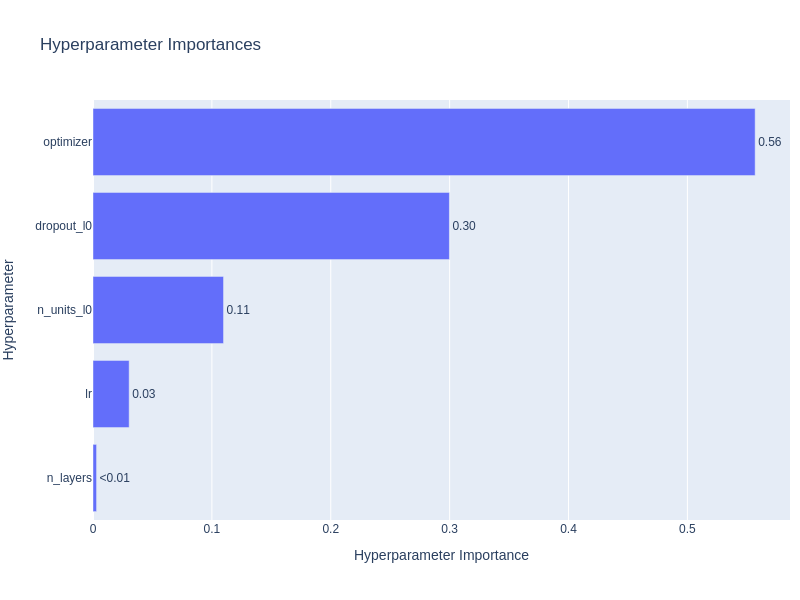 Hyperparameter Importances
Hyperparameter
optimizer 0.56
dropout_l0 0.30
n_units_l0 0.11
lr 0.03
n_layers <0.01
0 0.1 0.2 0.3 0.4 0.5
Hyperparameter Importance